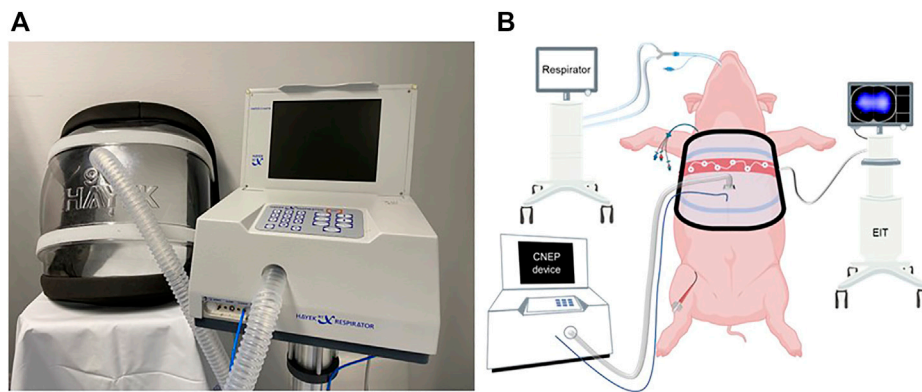 A
B
HAYEK
HAYEK X RESPIRATOR
Respirator
CNEP
device
EIT